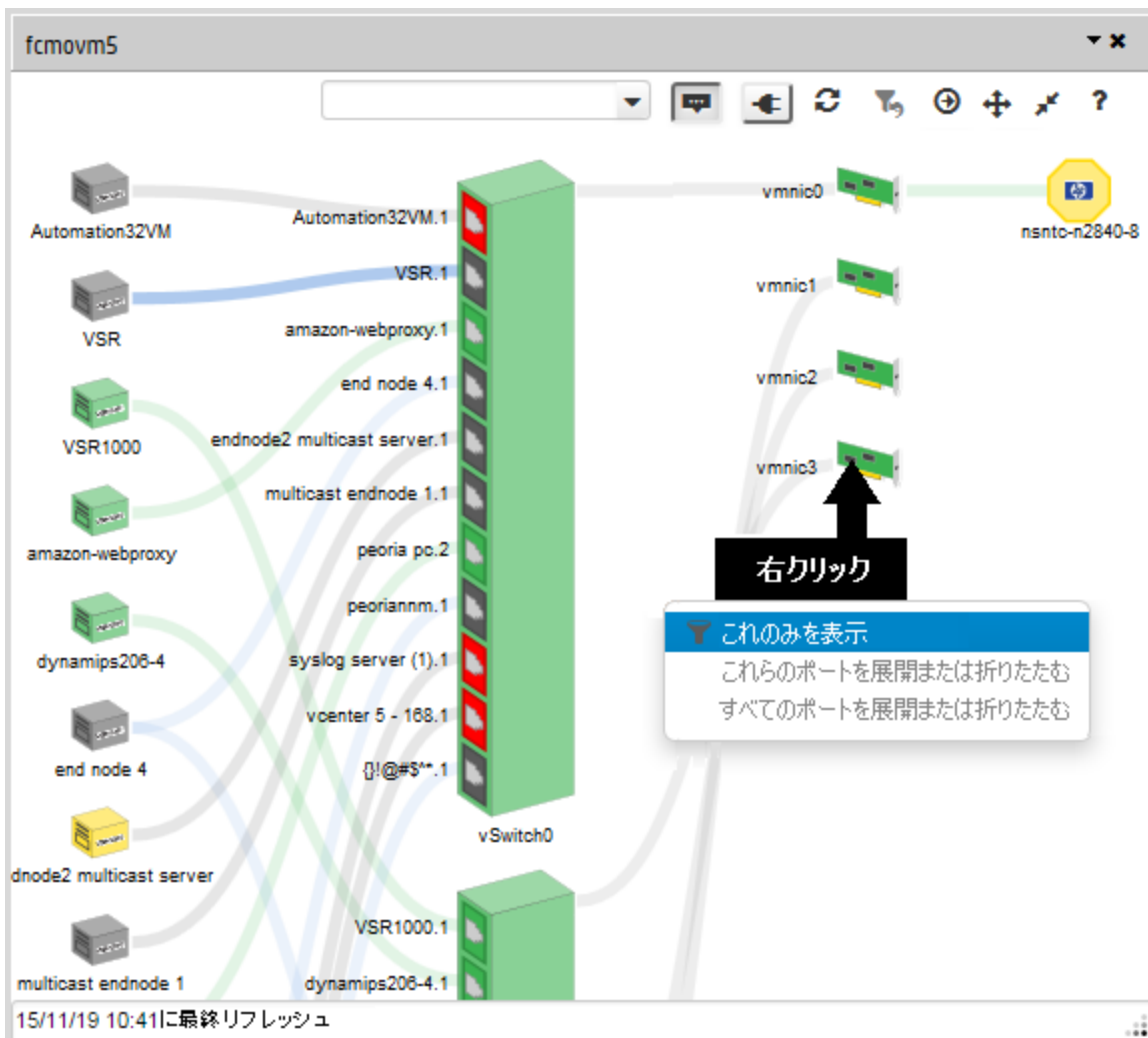 fcmovm5
Automation32VM
VSR
VSR1000
amazon-webproxy
dynamips206-4
end node 4
dnode2 multicast server
multicast endnode 1
Automation32VM.1
VSR.1
amazon-webproxy.1
end node 4.1
endnode2 multicast server.1
multicast endnode 1.1
peoria pc.2
peoriannm.1
syslog server (1).1
vcenter 5 - 168.1
{}!@#$^*.1
vSwitch0
VSR1000.1
dynamips206-4.1
vmnic0
vmnic1
vmnic2
vmnic3
nsntc-n2840-8
右クリック
これのみを表示
これらのポートを展開または折りたたむ
すべてのポートを展開または折りたたむ
15/11/19 10:41に最終リフレッシュ